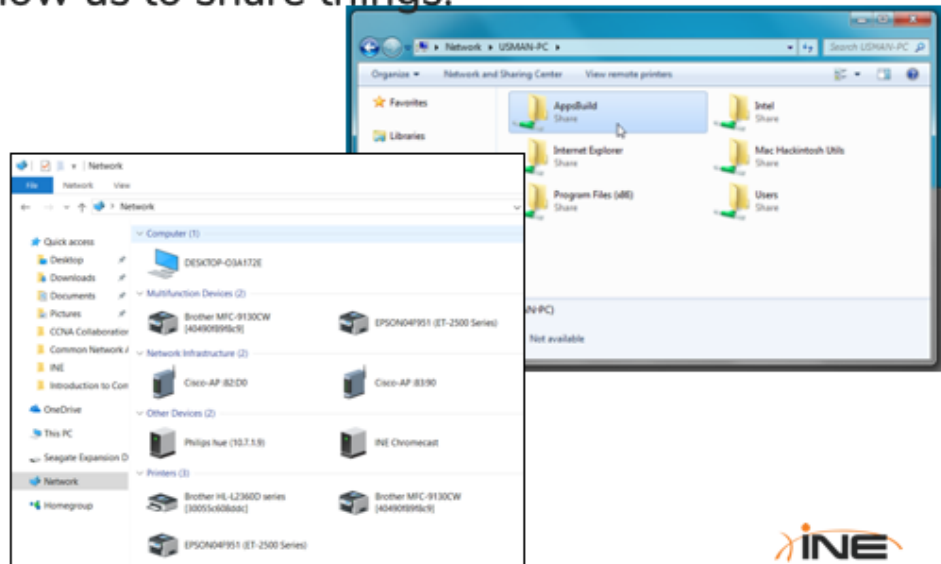 low us to share things.
Network ▸ USMAN-PC ▸
Search USMAN-PC
Organize
Network and Sharing Center
View remote printers
Favorites
Libraries
AppsBuild
Share
Intel
Share
Internet Explorer
Share
Mac Hackintosh Utils
Share
Program Files (x86)
Share
Users
Share
Not available
Network
File
Network
View
Network
Quick access
Desktop
Downloads
Documents
Pictures
CCNA Collaboration
Common Network
INE
Introduction to Com
OneDrive
This PC
Seagate Expansion D
Network
Homegroup
Computer (1)
DESKTOP-O3A172E
Multifunction Devices (2)
Brother MFC-9130CW
EPSON04F951 (ET-2500 Series)
Network Infrastructure (2)
Cisco-AP :82:D0
Cisco-AP :83:90
Other Devices (2)
Philips hue (10.7.1.9)
INE Chromecast
Printers (3)
Brother HL-L2360D series
[30055c608ddc]
Brother MFC-9130CW
EPSON04F951 (ET-2500 Series)
INE